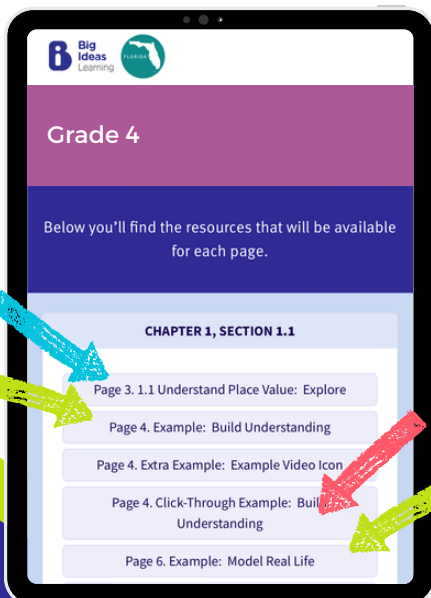 Big
Ideas
Learning
FLORIDA
Grade 4
Below you'll find the resources that will be available
for each page.
CHAPTER 1, SECTION 1.1
Page 3. 1.1 Understand Place Value: Explore
Page 4. Example: Build Understanding
Page 4. Extra Example: Example Video Icon
Page 4. Click-Through Example: Build
Understanding
Page 6. Example: Model Real Life